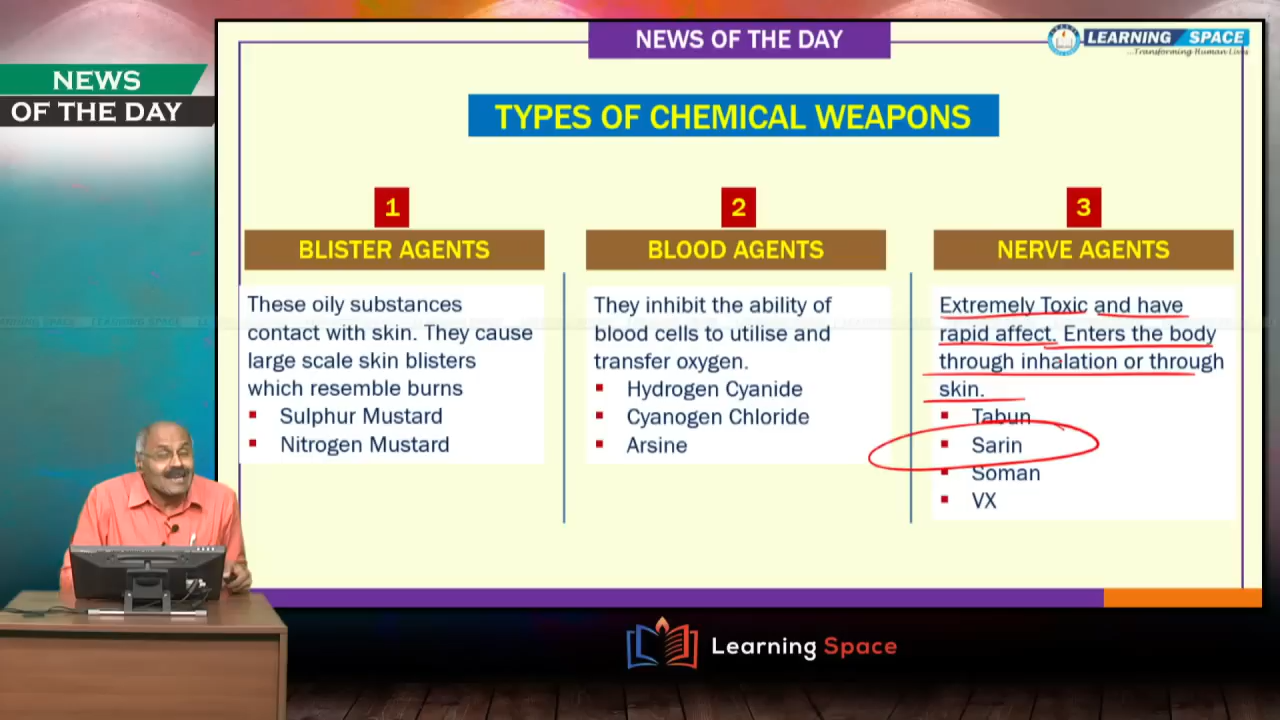 NEWS OF THE DAY
LEARNING SPACE
...Transforming Human Lives
NEWS
OF THE DAY
TYPES OF CHEMICAL WEAPONS
1
BLISTER AGENTS
These oily substances
contact with skin. They cause
large scale skin blisters
which resemble burns
Sulphur Mustard
Nitrogen Mustard
2
BLOOD AGENTS
They inhibit the ability of
blood cells to utilise and
transfer oxygen.
Hydrogen Cyanide
Cyanogen Chloride
Arsine
3
NERVE AGENTS
Extremely Toxic and have
rapid affect. Enters the body
through inhalation or through
skin.
Tabun
Sarin
Soman
VX
Learning Space